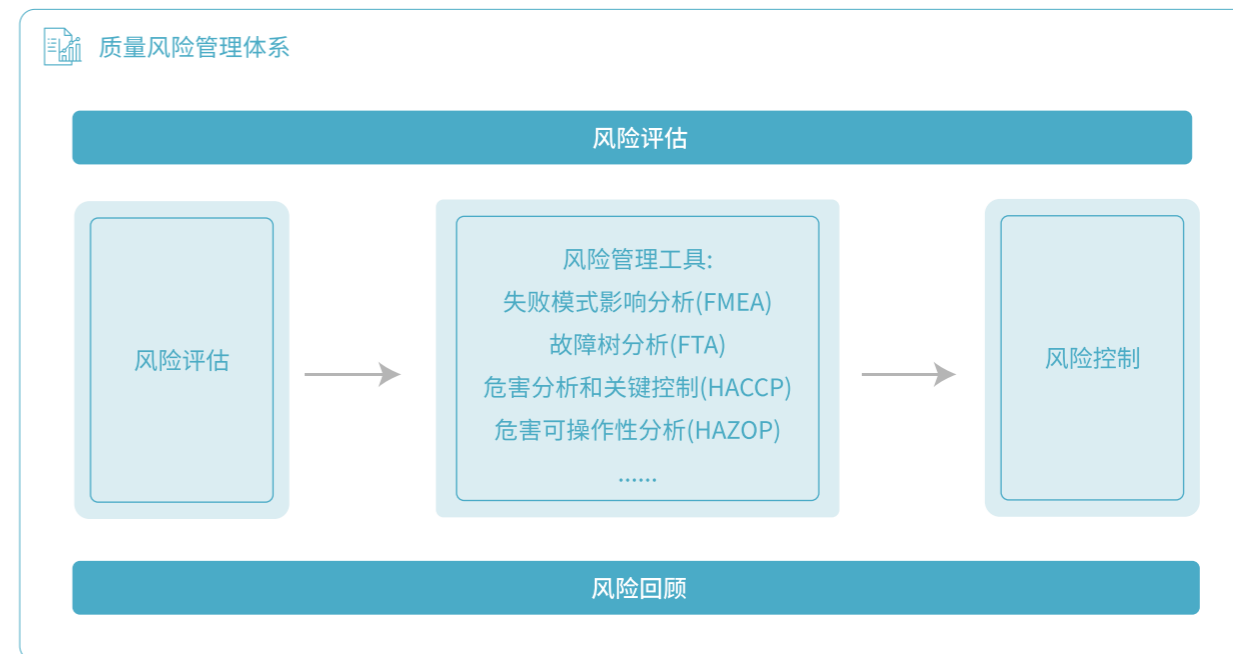 质量风险管理体系
风险评估
风险评估
风险管理工具:
失败模式影响分析(FMEA)
故障树分析(FTA)
危害分析和关键控制(HACCP)
危害可操作性分析(HAZOP)
......
风险控制
风险回顾